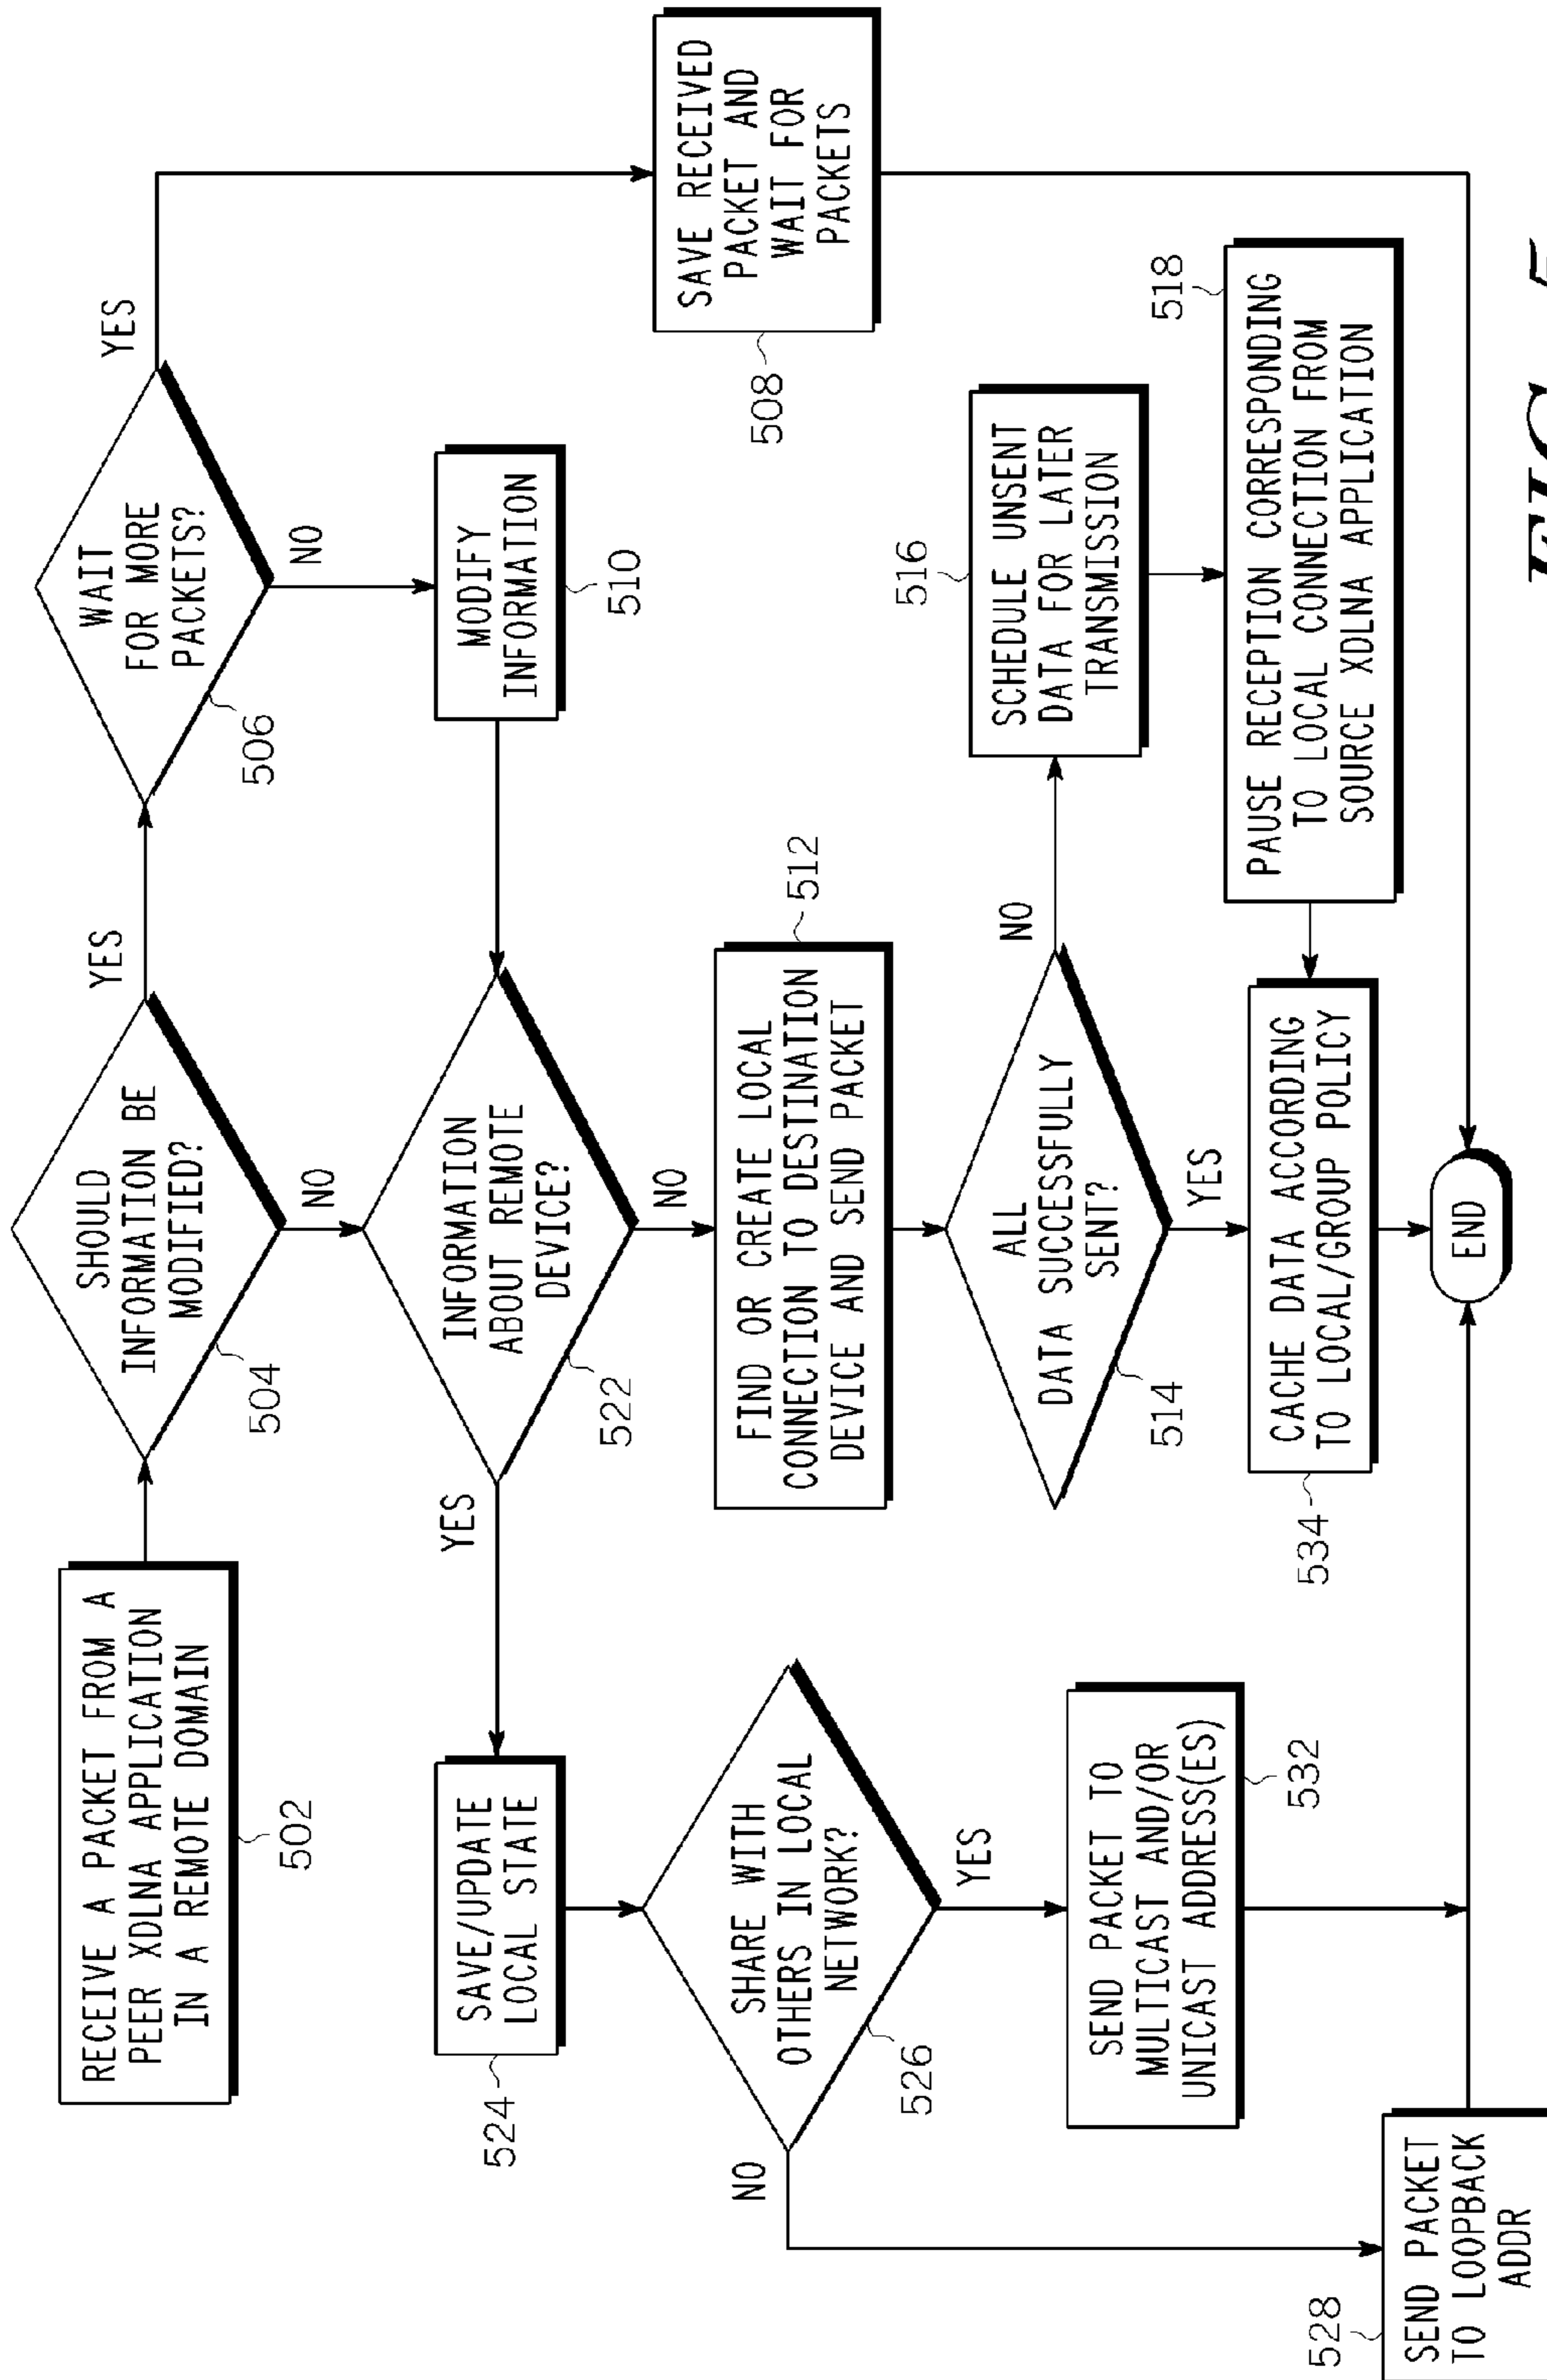 RECEIVE A PACKET FROM A
PEER XDLNA APPLICATION
IN A REMOTE DOMAIN
502
SHOULD
INFORMATION BE
MODIFIED?
504
YES
NO
WAIT
FOR MORE
PACKETS?
506
YES
NO
SAVE/UPDATE
LOCAL STATE
524
YES
INFORMATION
ABOUT REMOTE
DEVICE?
522
NO
MODIFY
INFORMATION
510
SHARE WITH
OTHERS IN LOCAL
NETWORK?
526
NO
YES
FIND OR CREATE LOCAL
CONNECTION TO DESTINATION
DEVICE AND SEND PACKET
512
SAVE RECEIVED
PACKET AND
WAIT FOR
PACKETS
508
ALL
DATA SUCCESSFULLY
SENT?
514
NO
YES
SCHEDULE UNSENT
DATA FOR LATER
TRANSMISSION
516
SEND PACKET TO
MULTICAST AND/OR
UNICAST ADDRESS(ES)
532
CACHE DATA ACCORDING
TO LOCAL/GROUP POLICY
534
PAUSE RECEPTION CORRESPONDING
TO LOCAL CONNECTION FROM
SOURCE XDLNA APPLICATION
518
528
SEND PACKET
TO LOOPBACK
ADDR
END